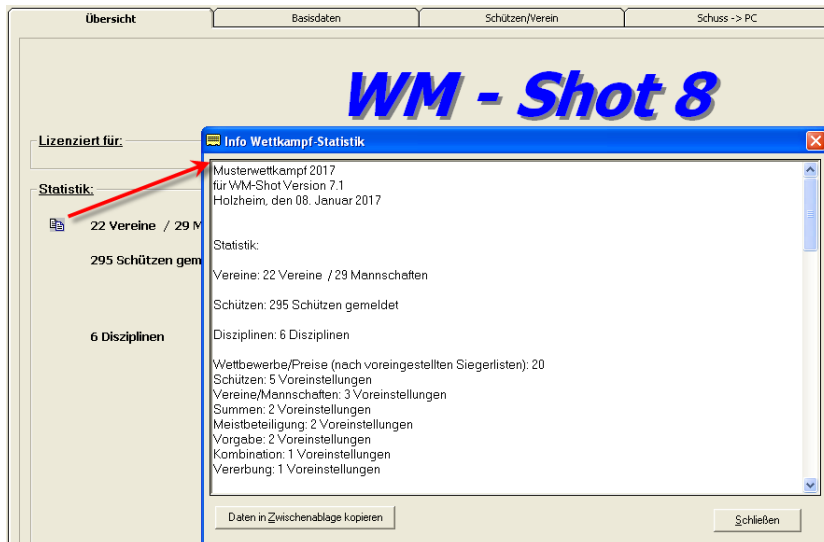 Übersicht
Basisdaten
Schützen/Verein
Schuss -> PC
WM - Shot 8
Lizenziert für:
Statistik:
22 Vereine / 29 M
295 Schützen gem
6 Disziplinen
Info Wettkampf-Statistik
Musterwettkampf 2017
für WM-Shot Version 7.1
Holzheim, den 08. Januar 2017
Statistik:
Vereine: 22 Vereine / 29 Mannschaften
Schützen: 295 Schützen gemeldet
Disziplinen: 6 Disziplinen
Wettbewerbe/Preise (nach voreingestellten Siegerlisten): 20
Schützen: 5 Voreinstellungen
Vereine/Mannschaften: 3 Voreinstellungen
Summen: 2 Voreinstellungen
Meistbeteiligung: 2 Voreinstellungen
Vorgabe: 2 Voreinstellungen
Kombination: 1 Voreinstellungen
Vererbung: 1 Voreinstellungen
Daten in Zwischenablage kopieren
Schließen